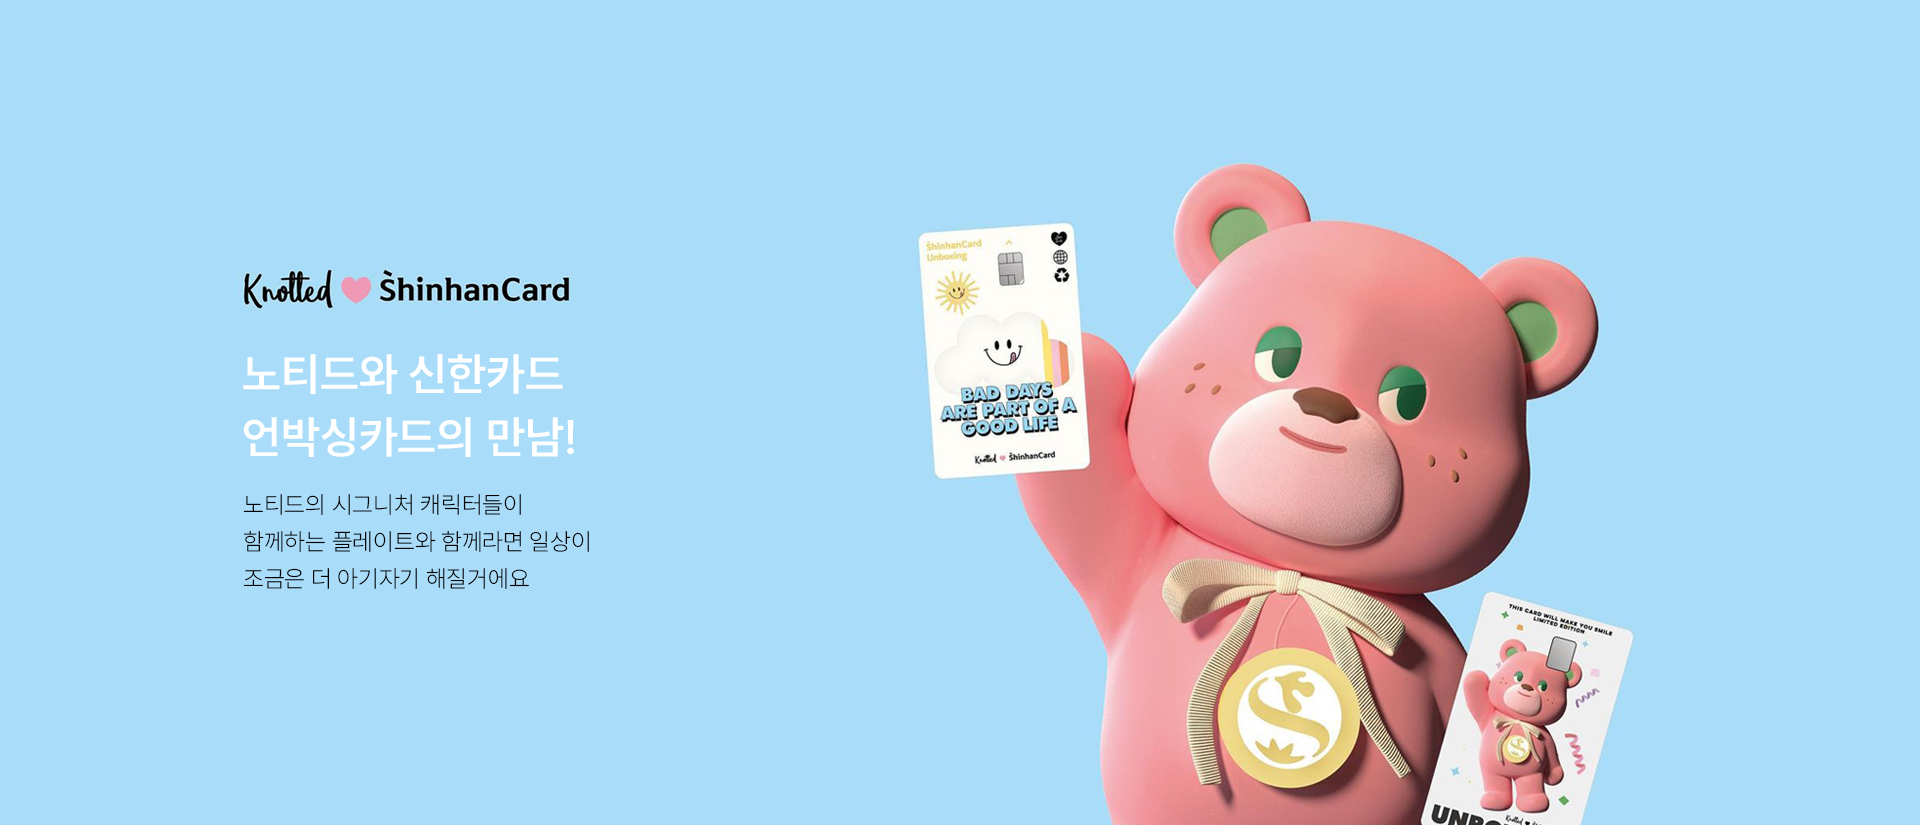 Knotted ShinhanCard
노티드와 신한카드
언박싱카드의 만남!
노티드의 시그니처 캐릭터들이
함께하는 플레이트와 함께라면 일상이
조금은 더 아기자기 해질거에요
ShinhanCard
Unboxing
BAD DAYS
ARE PART OF A
GOOD LIFE
Knotted ShinhanCard
S
THIS CARD WILL MAKE YOU SMILE
LIMITED EDITION
Knotted